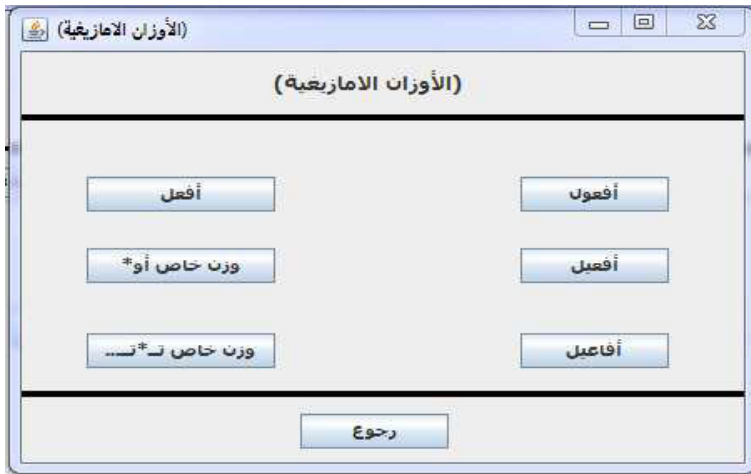 (الأوزان الامازيغية)
(الأوزان الامازيغية)
أفعول
أفعل
أفعيل
وزن خاص أو*
أفاعيل
وزن خاص تـ*تـ....
رجوع